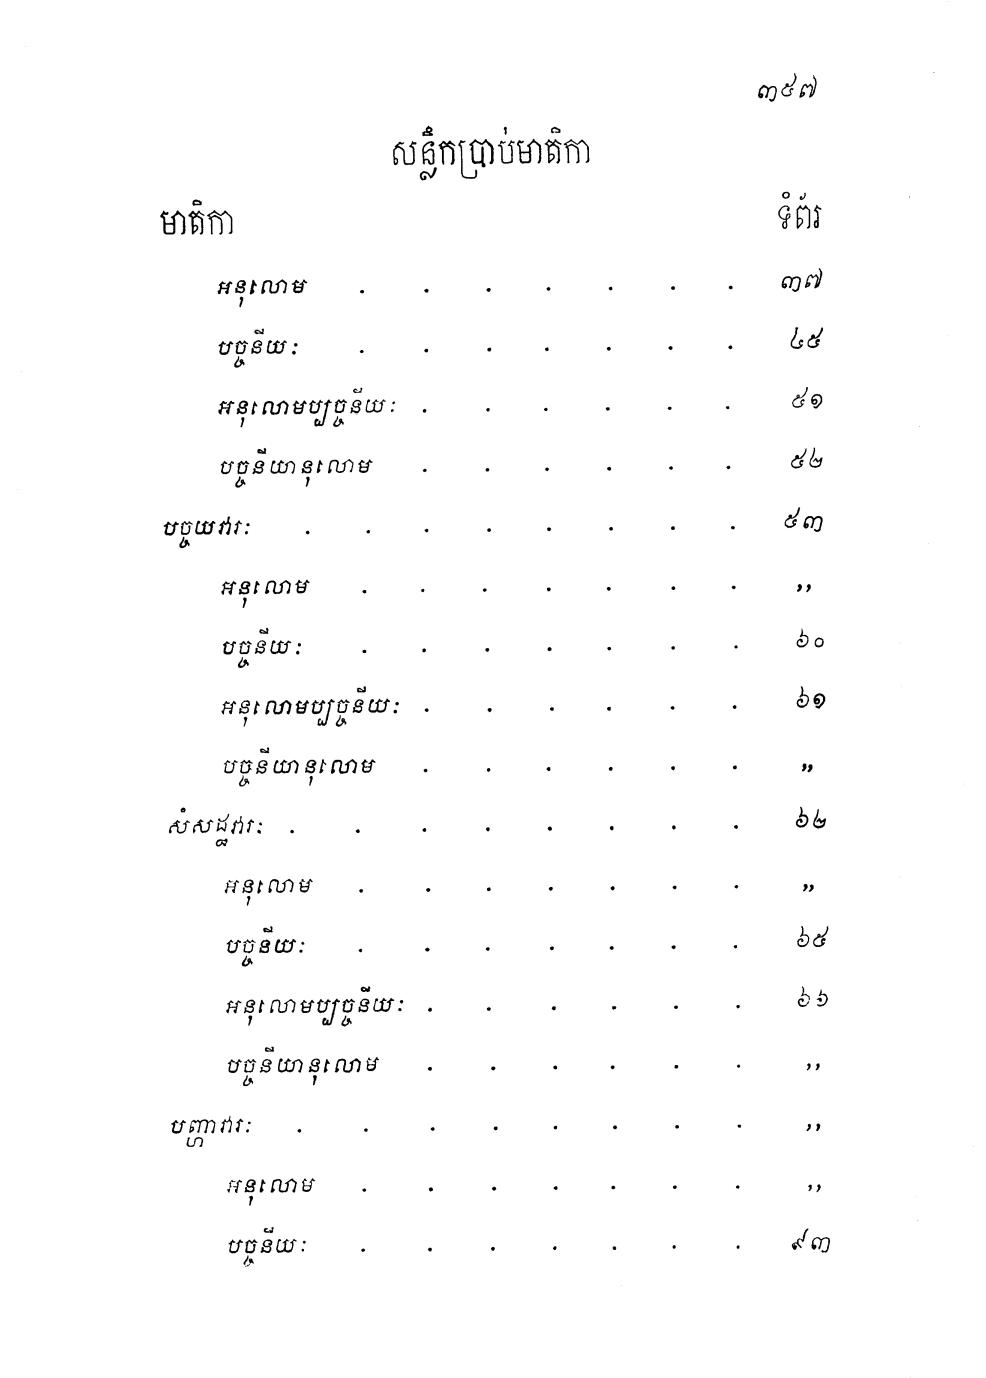 ៣៥៧
សន្លឹកប្រាប់មាតិកា
មាតិកា ទំព័រ
អនុលោម . . . . . . . ៣៧
បច្ចនីយៈ . . . . . . . ៤៥
អនុលោមប្បច្ចនីយៈ . . . . . . ៥១
បច្ចនីយានុលោម . . . . . . ៥២
បច្ចយវារៈ . . . . . . . . ៥៣
អនុលោម . . . . . . . ,,
បច្ចនីយៈ . . . . . . . ៦០
អនុលោមប្បច្ចនីយៈ . . . . . . ៦១
បច្ចនីយានុលោម . . . . . . ,,
សំសដ្ឋវារៈ . . . . . . . . ៦២
អនុលោម . . . . . . . ,,
បច្ចនីយៈ . . . . . . . ៦៥
អនុលោមប្បច្ចនីយៈ . . . . . . ៦៦
បច្ចនីយានុលោម . . . . . . ,,
បញ្ហាវារៈ . . . . . . . . ,,
អនុលោម . . . . . . . ,,
បច្ចនីយៈ . . . . . . . ៩៣